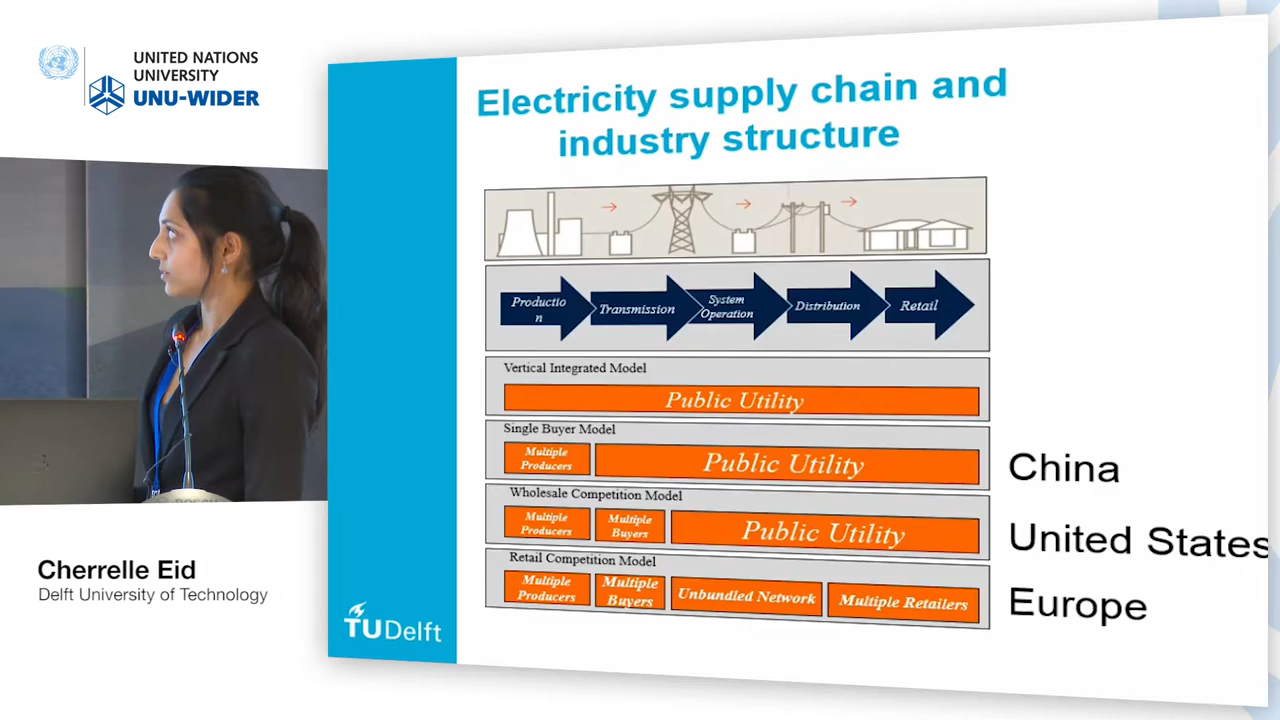 UNITED NATIONS
UNIVERSITY
UNU-WIDER
Cherrelle Eid
Delft University of Technology
Electricity supply chain and
industry structure
Productio
n
Transmission
System
Operation
Distribution
Retail
Vertical Integrated Model
Public Utility
Single Buyer Model
Multiple
Producers
Public Utility
China
Wholesale Competition Model
Multiple
Producers
Multiple
Buyers
Public Utility
United States
Retail Competition Model
Multiple
Producers
Multiple
Buyers
Unbundled Network
Multiple Retailers
Europe
TU Delft